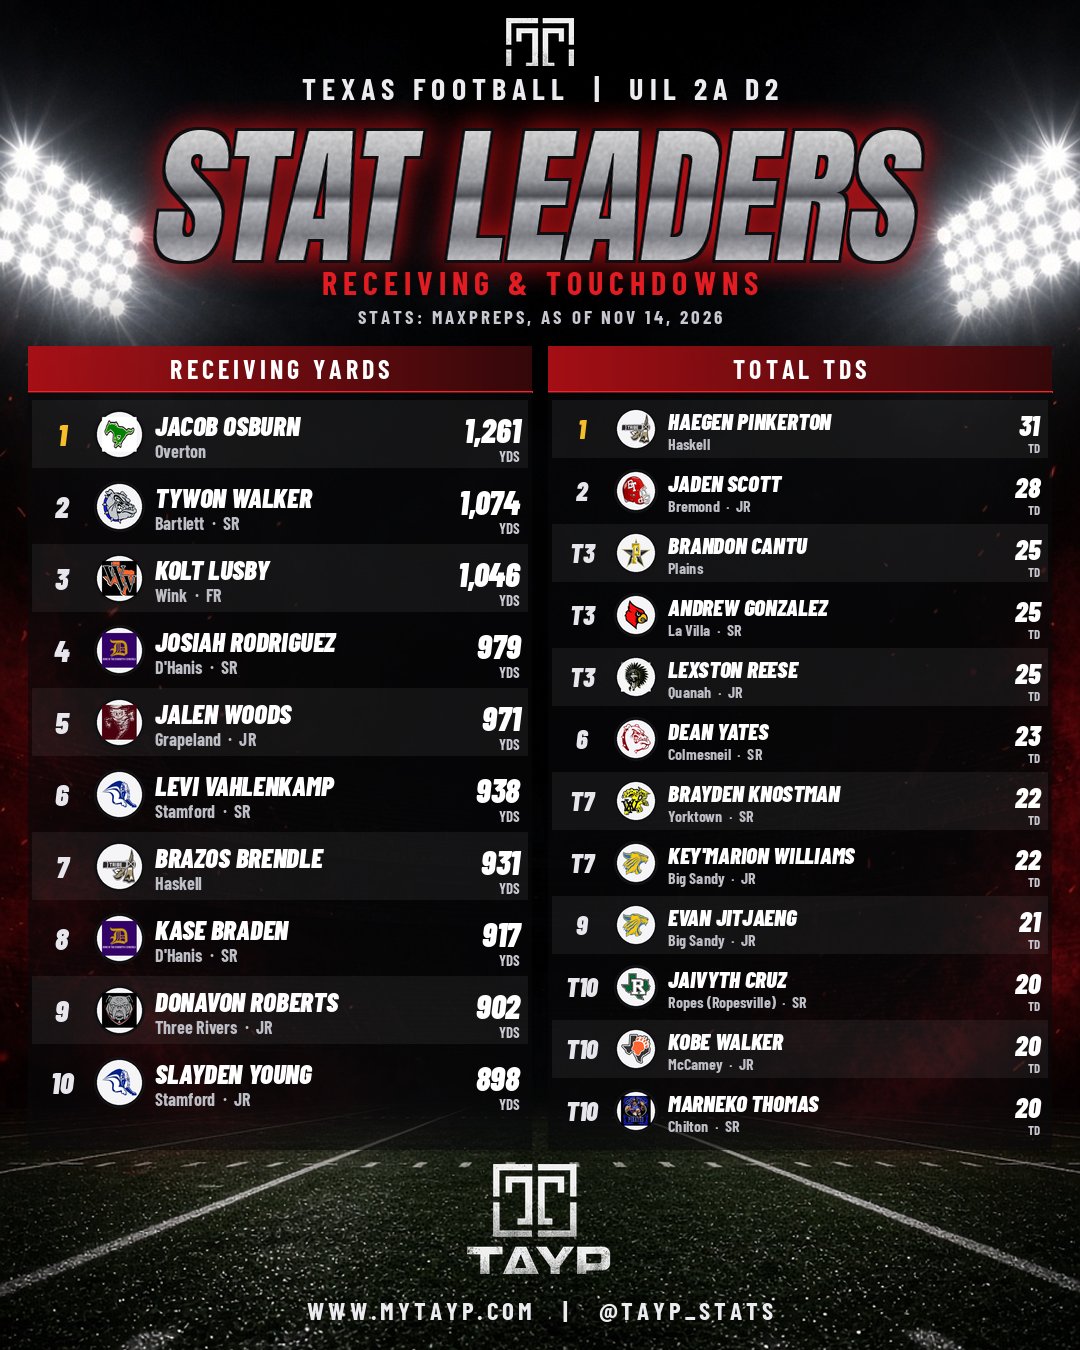 TEXAS FOOTBALL | UIL 2A D2
STAT LEADERS
RECEIVING & TOUCHDOWNS
STATS: MAXPREPS, AS OF NOV 14, 2026
RECEIVING YARDS
1 JACOB OSBURN 1,261
Overton YDS
2 TYWON WALKER 1,074
Bartlett · SR YDS
3 KOLT LUSBY 1,046
Wink · FR YDS
4 JOSIAH RODRIGUEZ 979
D'Hanis · SR YDS
5 JALEN WOODS 971
Grapeland · JR YDS
6 LEVI VAHLENKAMP 938
Stamford · SR YDS
7 BRAZOS BRENDLE 931
Haskell YDS
8 KASE BRADEN 917
D'Hanis · SR YDS
9 DONAVON ROBERTS 902
Three Rivers · JR YDS
10 SLAYDEN YOUNG 898
Stamford · JR YDS
TOTAL TDS
1 HAEGEN PINKERTON 31
Haskell TD
2 JADEN SCOTT 28
Bremond · JR TD
T3 BRANDON CANTU 25
Plains TD
T3 ANDREW GONZALEZ 25
La Villa · SR TD
T3 LEXSTON REESE 25
Quanah · JR TD
6 DEAN YATES 23
Colmesneil · SR TD
T7 BRAYDEN KNOSTMAN 22
Yorktown · SR TD
T7 KEY'MARION WILLIAMS 22
Big Sandy · JR TD
9 EVAN JITJAENG 21
Big Sandy · JR TD
T10 JAIVYTH CRUZ 20
Ropes (Ropesville) · SR TD
T10 KOBE WALKER 20
McCamey · JR TD
T10 MARNEKO THOMAS 20
Chilton · SR TD
TAYP
WWW.MYTAYP.COM | @TAYP_STATS